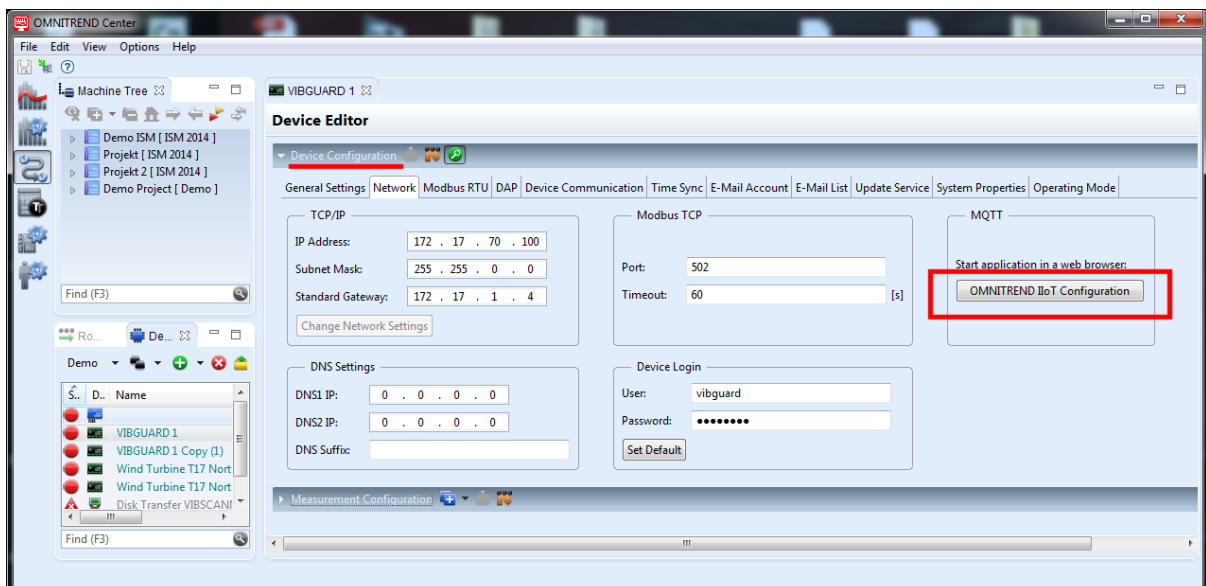 OMNITREND Center
File Edit View Options Help
Machine Tree
VIBGUARD 1
Device Editor
Demo ISM [ ISM 2014 ]
Projekt [ ISM 2014 ]
Projekt 2 [ ISM 2014 ]
Demo Project [ Demo ]
Find (F3)
Device Configuration
General Settings Network Modbus RTU DAP Device Communication Time Sync E-Mail Account E-Mail List Update Service System Properties Operating Mode
TCP/IP
IP Address: 172 . 17 . 70 . 100
Subnet Mask: 255 . 255 . 0 . 0
Standard Gateway: 172 . 17 . 1 . 4
Change Network Settings
Modbus TCP
Port: 502
Timeout: 60 [s]
MQTT
Start application in a web browser:
OMNITREND IIoT Configuration
Ro... De...
Demo
S.. D.. Name
VIBGUARD 1
VIBGUARD 1 Copy (1)
Wind Turbine T17 Nort
Wind Turbine T17 Nort
Disk Transfer VIBSCANI
Find (F3)
DNS Settings
DNS1 IP: 0 . 0 . 0 . 0
DNS2 IP: 0 . 0 . 0 . 0
DNS Suffix:
Device Login
User: vibguard
Password: ••••••••
Set Default
Measurement Configuration